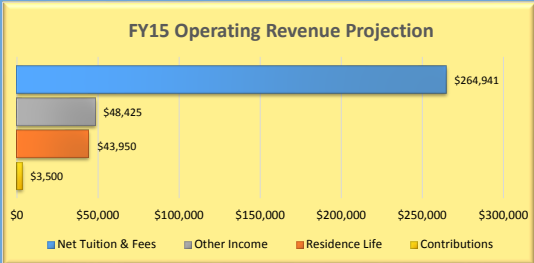 FY15 Operating Revenue Projection
$264,941
$48,425
$43,950
$3,500
$0 $50,000 $100,000 $150,000 $200,000 $250,000 $300,000
Net Tuition & Fees Other Income Residence Life Contributions